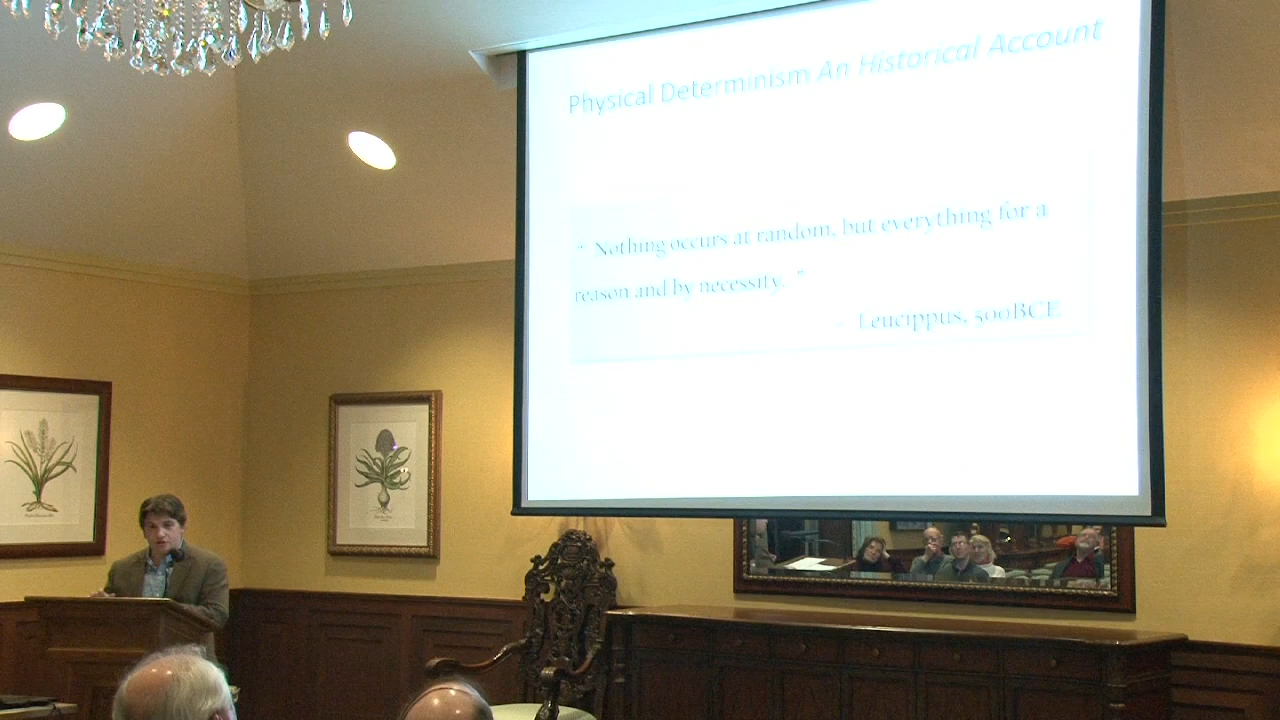 Physical Determinism An Historical Account
" Nothing occurs at random, but everything for a
reason and by necessity. "
- Leucippus, 500BCE